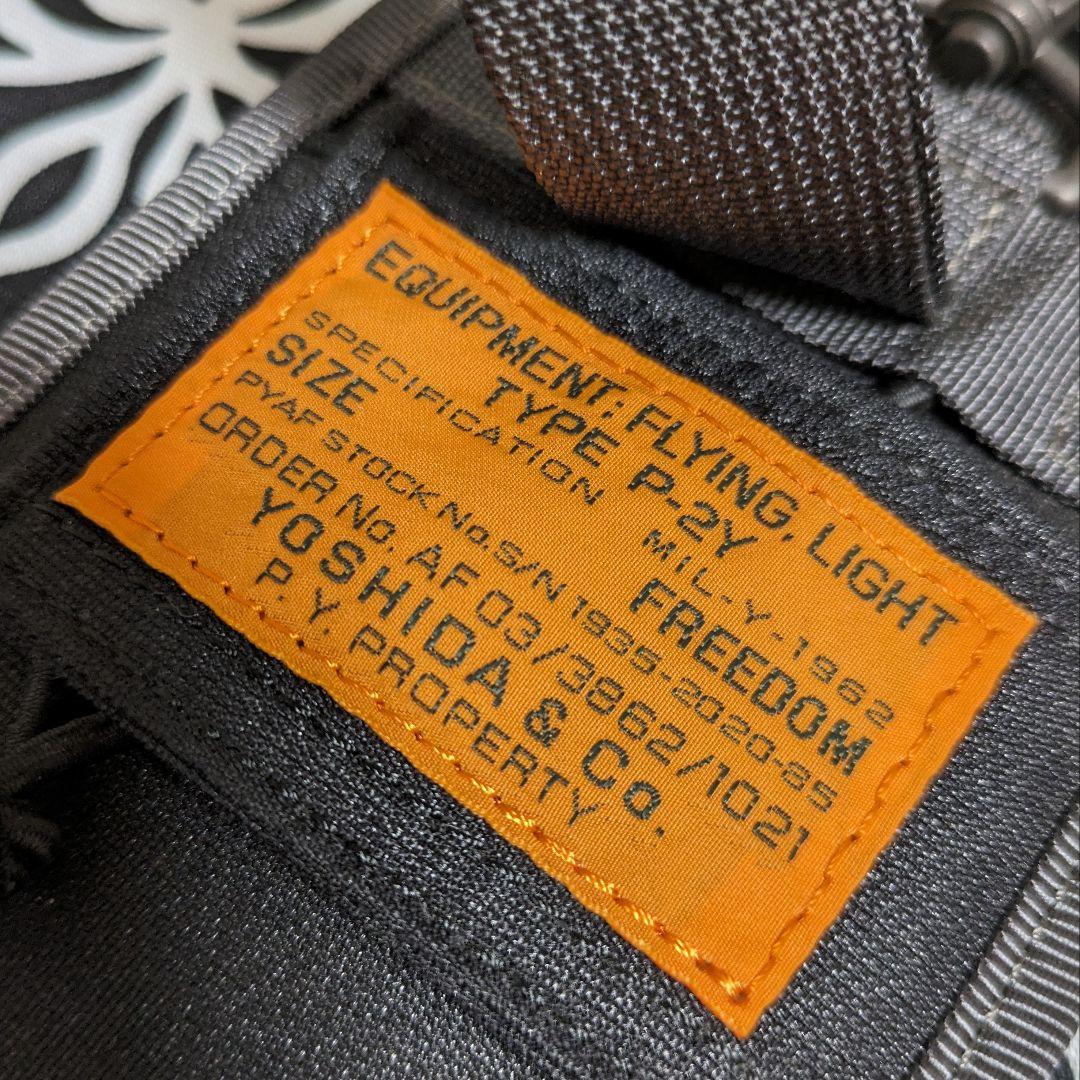 EQUIPMENT: FLYING, LIGHT
TYPE P-2Y
SPECIFICATION MIL-Y-1962
SIZE FREEDOM
PYAF STOCK No. S/N 1935-2020-85
ORDER No. AF 03/3862/1021
YOSHIDA & Co.
P. Y. PROPERTY